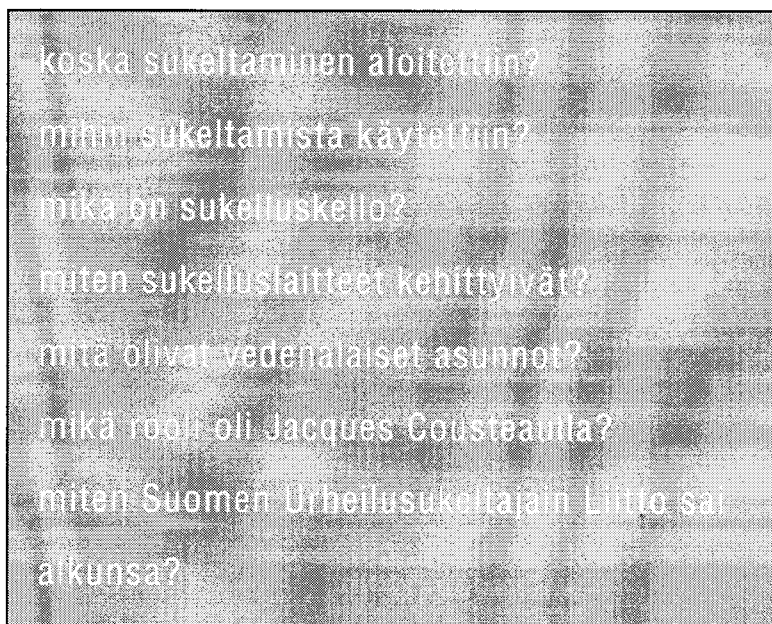 koska sukeltaminen aloitettiin?
mihin sukeltamista käytettiin?
mikä on sukelluskello?
miten sukelluslaitteet kehittyivät?
mitä olivat vedenalaiset asunnot?
mikä rooli oli Jacques Cousteaulla?
miten Suomen Urheilusukeltajain Liitto sai
alkunsa?